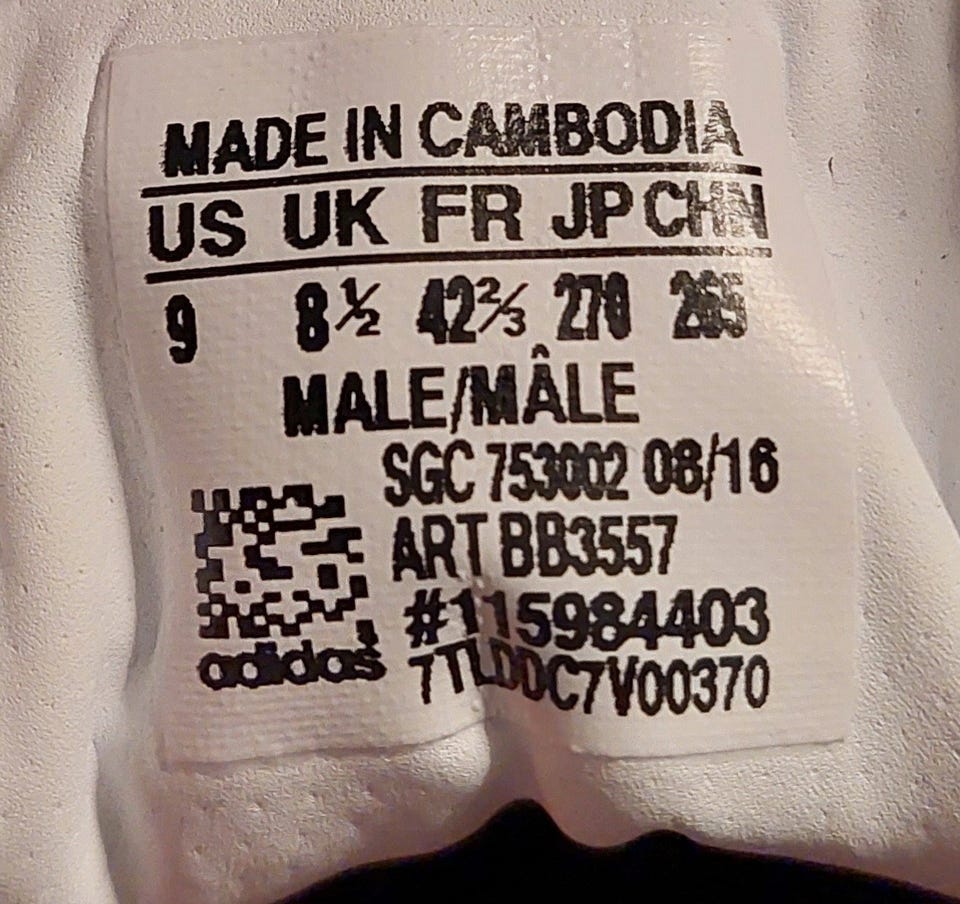 MADE IN CAMBODIA
US UK FR JP CHN
9 8½ 42⅔ 270 265
MALE/MÂLE
SGC 753002 08/16
ART BB3557
#115984403
adidas 7TLDDC7V00370